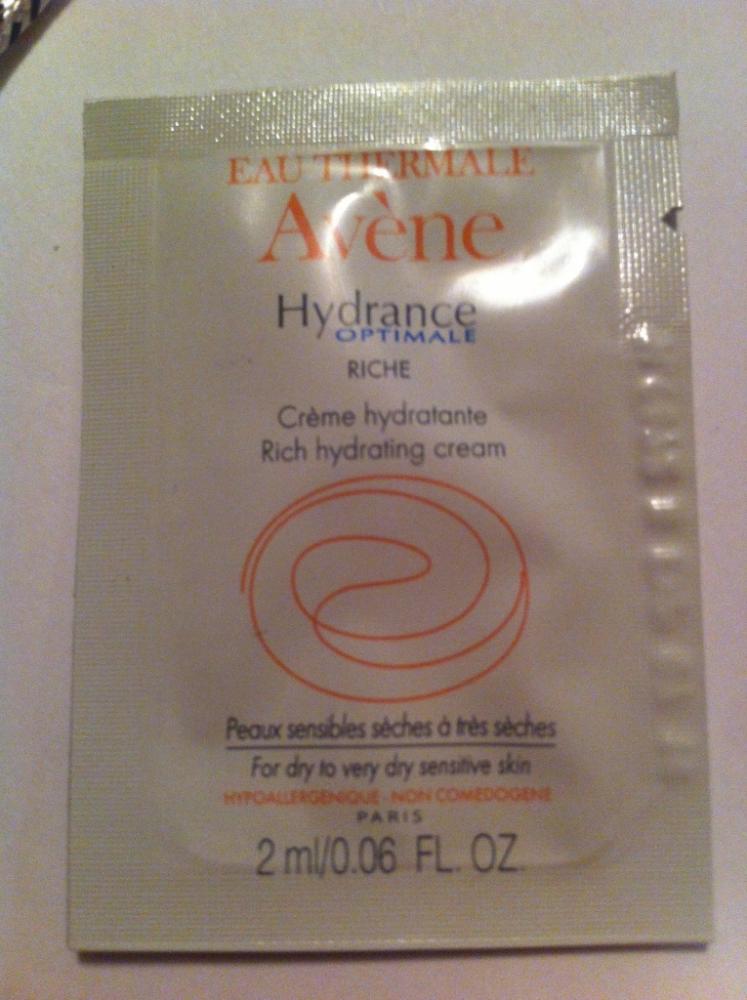 EAU THERMALE
Avène
Hydrance
OPTIMALE
RICHE
Crème hydratante
Rich hydrating cream
Peaux sensibles sèches à très sèches
For dry to very dry sensitive skin
HYPOALLERGENIQUE - NON COMEDOGENE
PARIS
2 ml/0.06 FL. OZ.